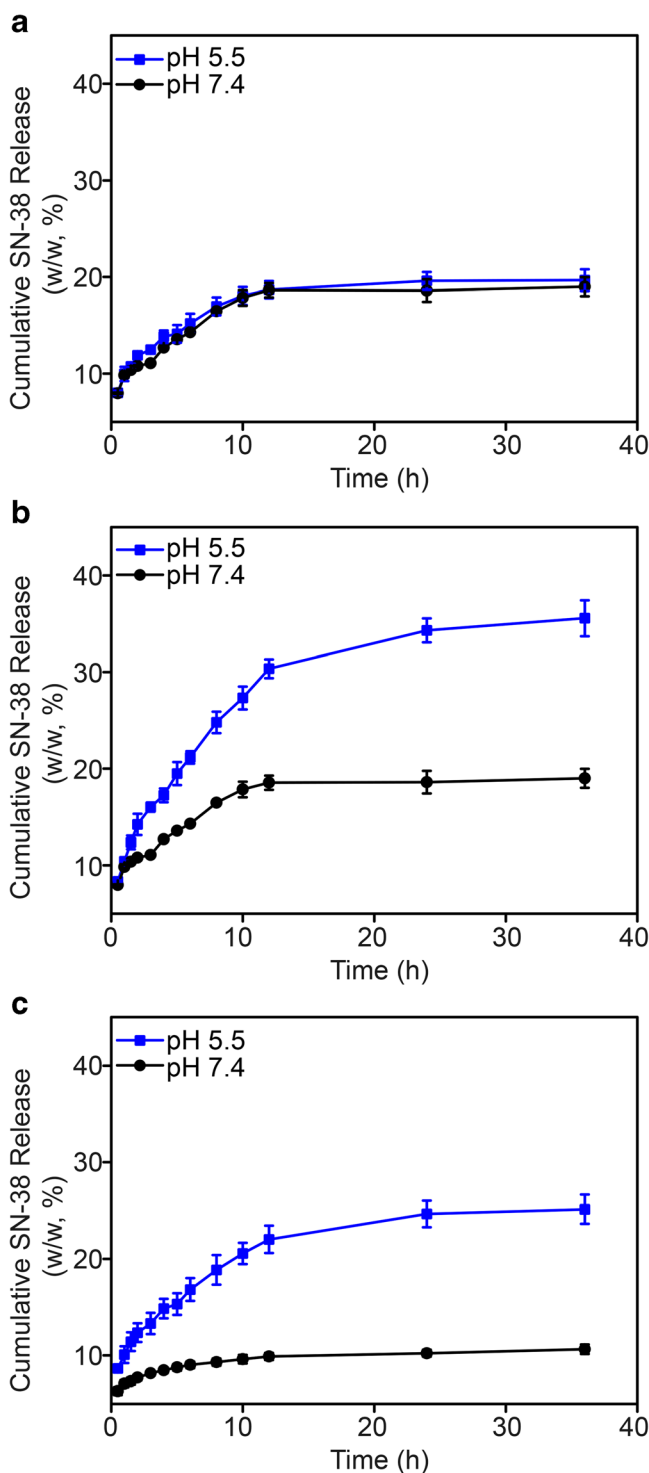 a
pH 5.5
pH 7.4
Cumulative SN-38 Release
(w/w, %)
40
30
20
10
0 10 20 30 40
Time (h)
b
pH 5.5
pH 7.4
Cumulative SN-38 Release
(w/w, %)
40
30
20
10
0 10 20 30 40
Time (h)
c
pH 5.5
pH 7.4
Cumulative SN-38 Release
(w/w, %)
40
30
20
10
0 10 20 30 40
Time (h)